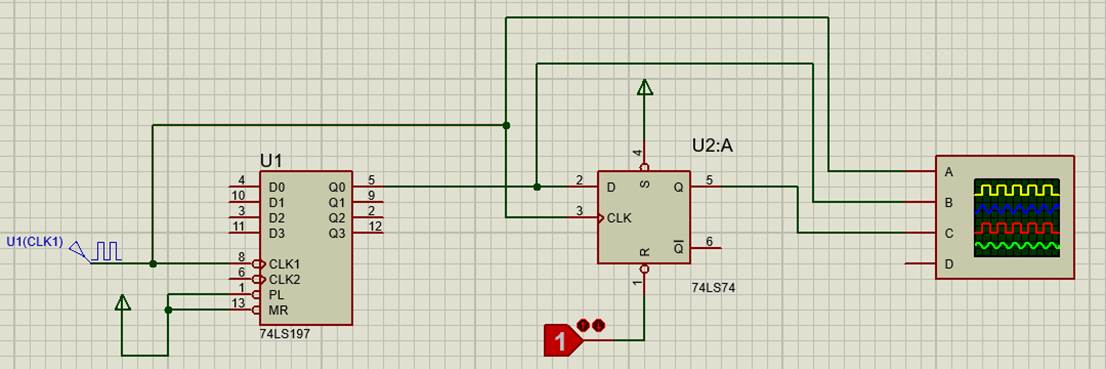 U1
4 D0 Q0 5
10 D1 Q1 9
3 D2 Q2 2
11 D3 Q3 12
U1(CLK1)
8 CLK1
6 CLK2
1 PL
13 MR
74LS197
U2:A
4
S
2 D Q 5
3 CLK
Q 6
R
1
74LS74
1
A
B
C
D